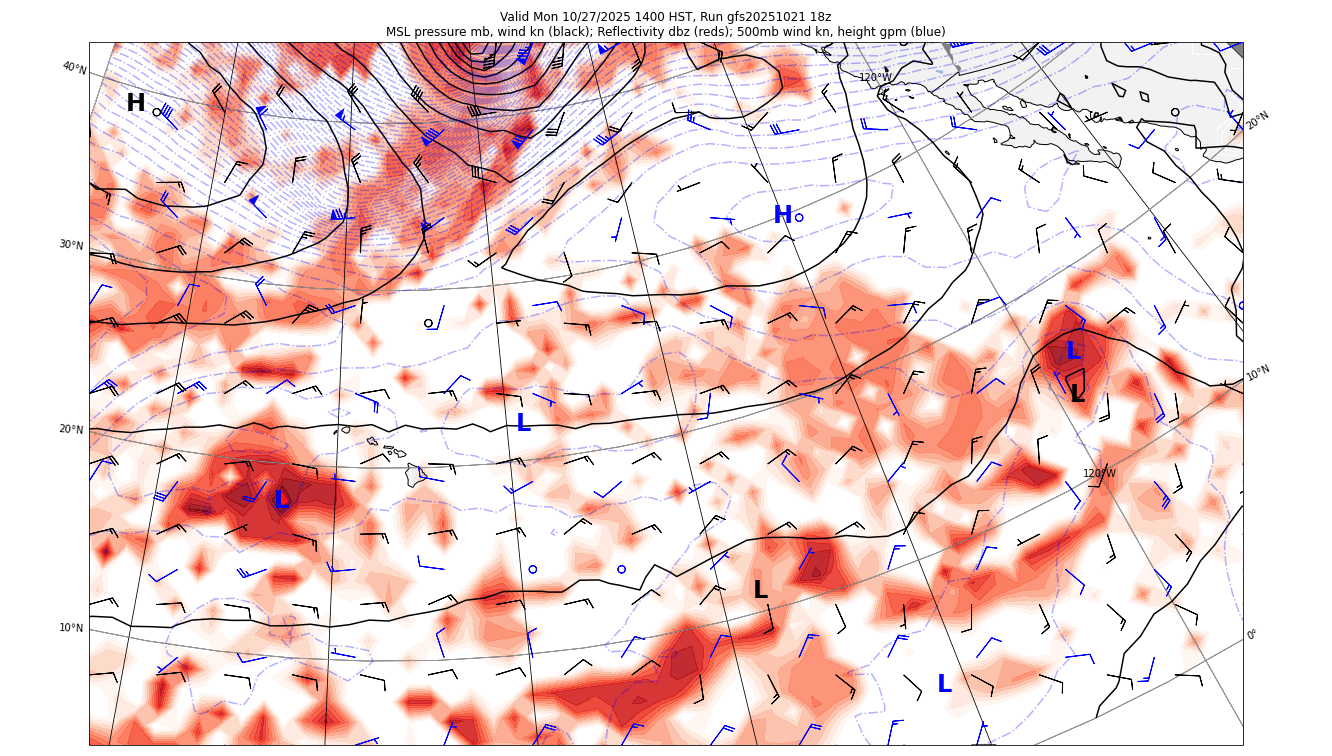 Valid Mon 10/27/2025 1400 HST, Run gfs20251021 18z
MSL pressure mb, wind kn (black); Reflectivity dbz (reds); 500mb wind kn, height gpm (blue)
40°N
120°W
H
20°N
30°N
H
L
10°N
L
20°N
L
120°W
L
L
10°N
0°
L